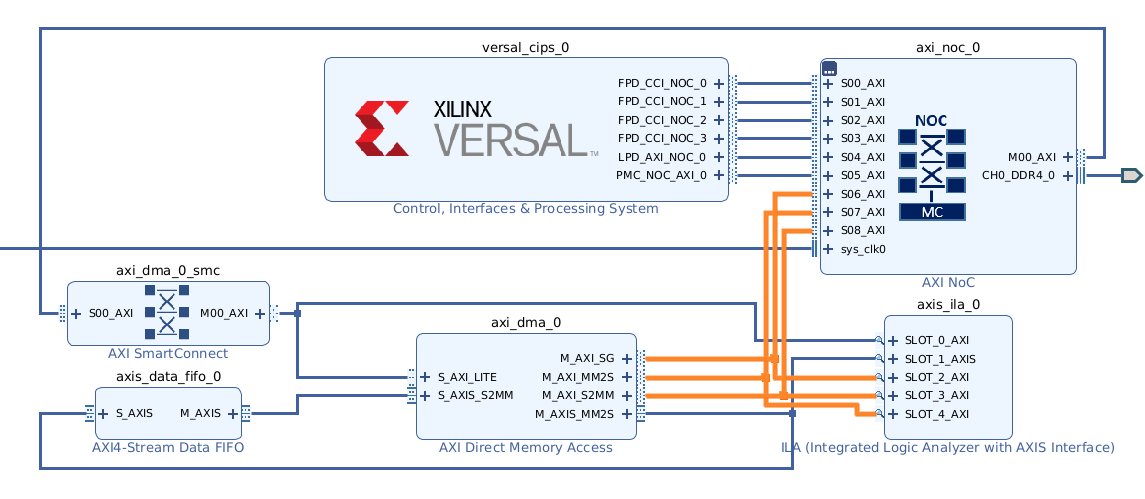 versal_cips_0
FPD_CCI_NOC_0
FPD_CCI_NOC_1
FPD_CCI_NOC_2
FPD_CCI_NOC_3
LPD_AXI_NOC_0
PMC_NOC_AXI_0
XILINX
VERSAL™
Control, Interfaces & Processing System
axi_noc_0
S00_AXI
S01_AXI
S02_AXI
S03_AXI
S04_AXI
S05_AXI
S06_AXI
S07_AXI
S08_AXI
sys_clk0
NOC
MC
M00_AXI
CH0_DDR4_0
AXI NoC
axi_dma_0_smc
S00_AXI
M00_AXI
AXI SmartConnect
axis_data_fifo_0
S_AXIS
M_AXIS
AXI4-Stream Data FIFO
axi_dma_0
S_AXI_LITE
S_AXIS_S2MM
M_AXI_SG
M_AXI_MM2S
M_AXI_S2MM
M_AXIS_MM2S
AXI Direct Memory Access
axis_ila_0
SLOT_0_AXI
SLOT_1_AXIS
SLOT_2_AXI
SLOT_3_AXI
SLOT_4_AXI
ILA (Integrated Logic Analyzer with AXIS Interface)